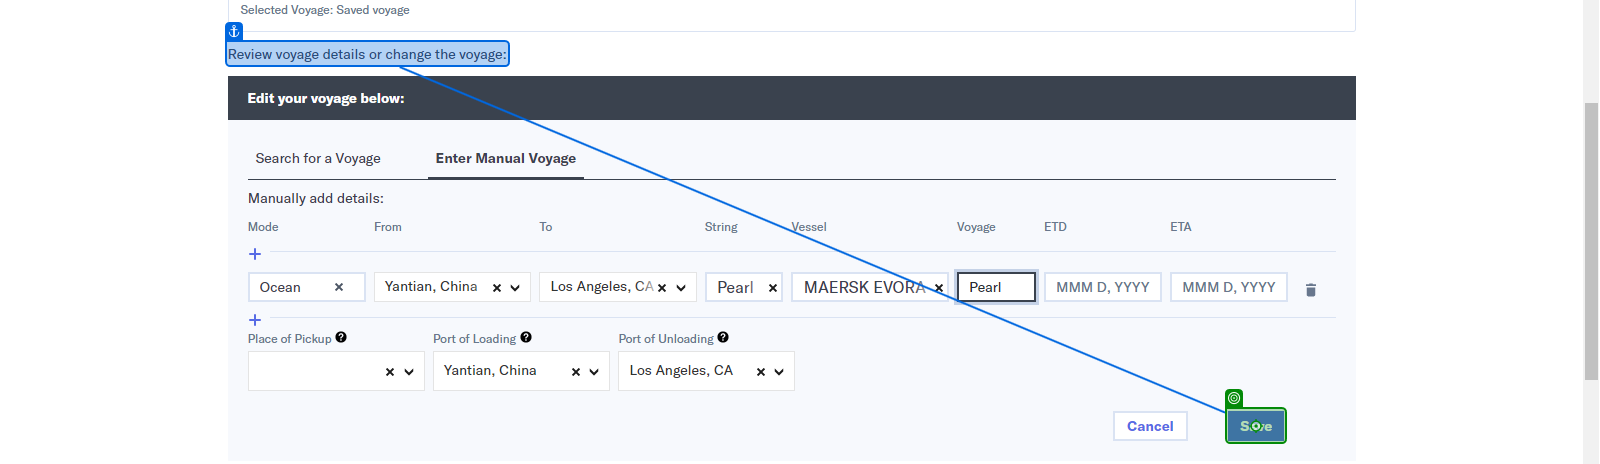 Selected Voyage: Saved voyage
Review voyage details or change the voyage:
Edit your voyage below:
Search for a Voyage Enter Manual Voyage
Manually add details:
Mode From To String Vessel Voyage ETD ETA
Ocean Yantian, China Los Angeles, CA Pearl MAERSK EVORA Pearl MMM D, YYYY MMM D, YYYY
Place of Pickup Port of Loading Port of Unloading
Yantian, China Los Angeles, CA
Cancel Save